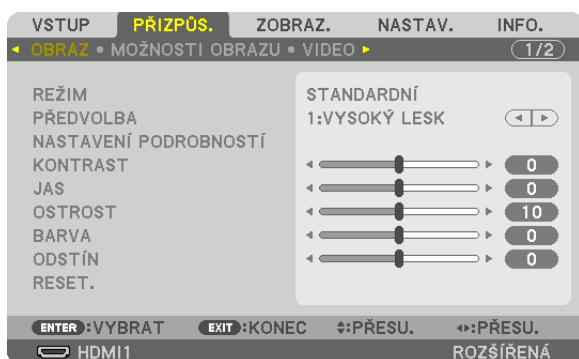 VSTUP PŘIZPŮS. ZOBRAZ. NASTAV. INFO.
◄ OBRAZ • MOŽNOSTI OBRAZU • VIDEO ► 1/2
REŽIM STANDARDNÍ
PŘEDVOLBA 1:VYSOKÝ LESK ◄ ►
NASTAVENÍ PODROBNOSTÍ
KONTRAST 0
JAS 0
OSTROST 10
BARVA 0
ODSTÍN 0
RESET.
ENTER :VYBRAT EXIT :KONEC :PŘESU. :PŘESU.
HDMI1 ROZŠÍŘENÁ